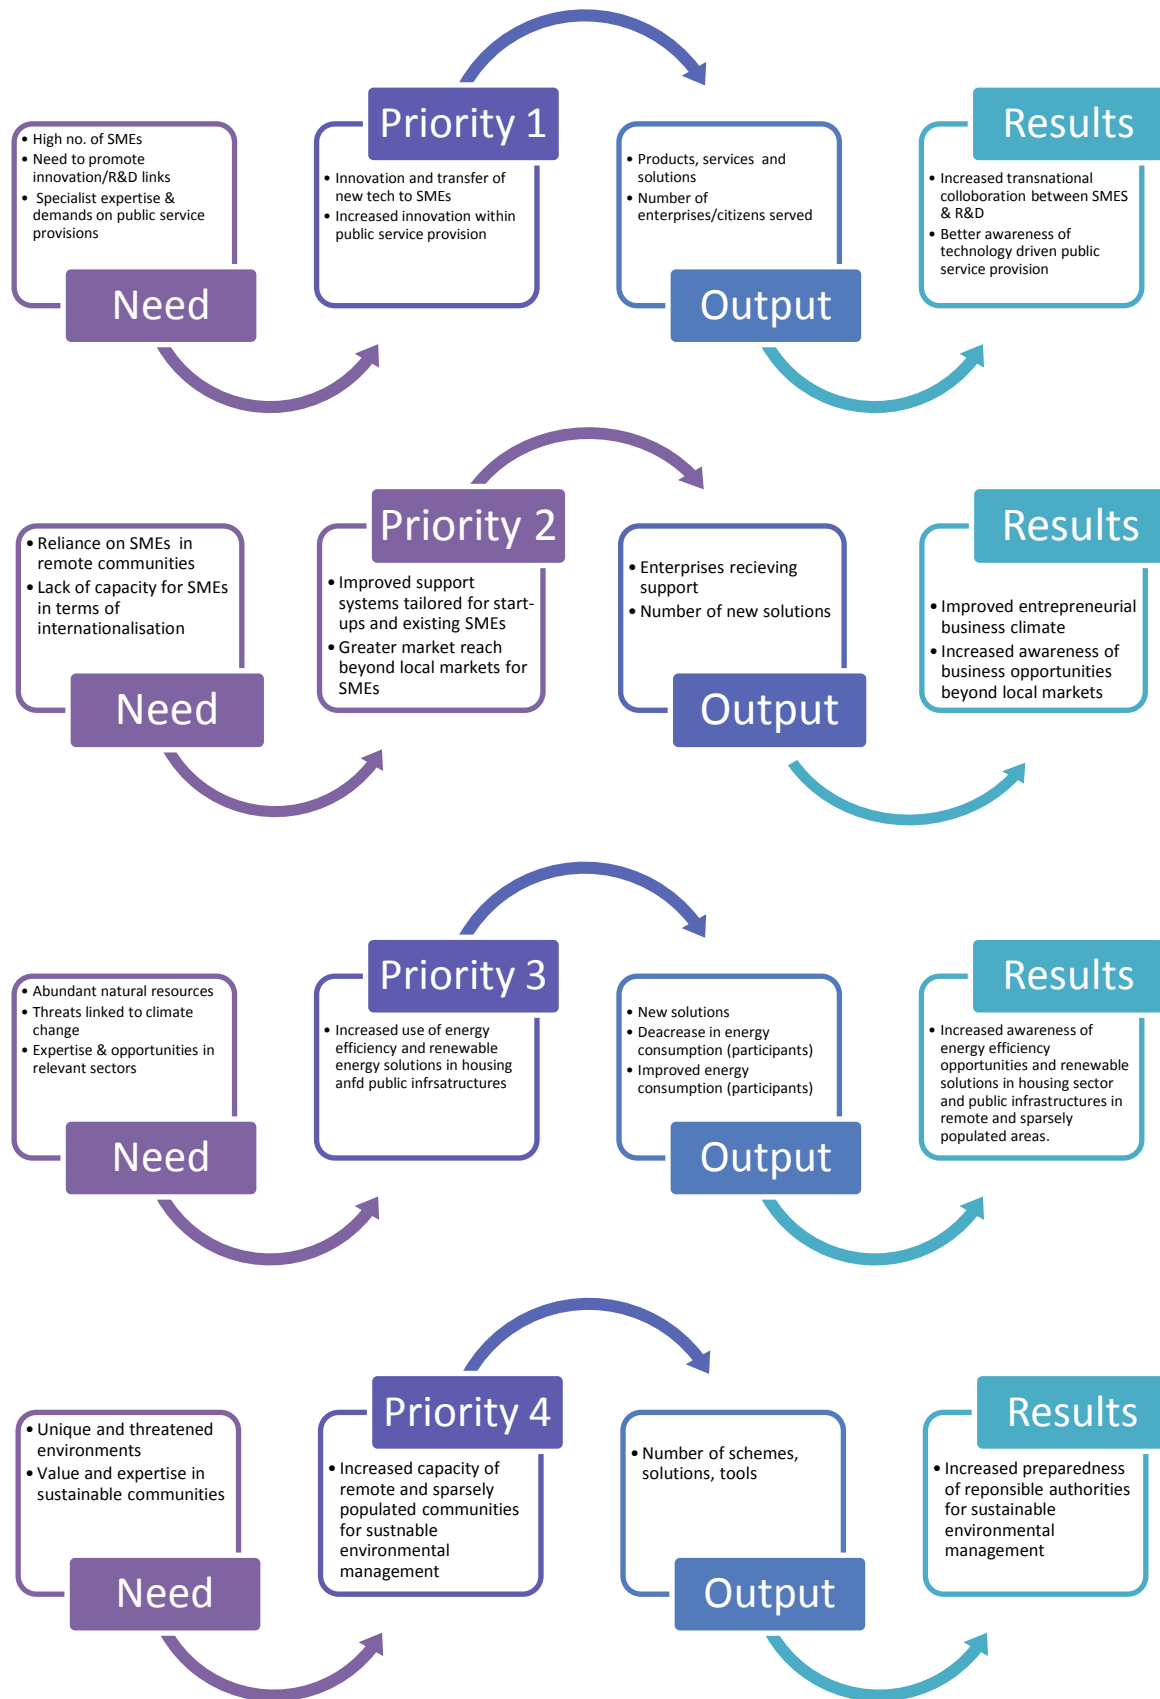 • High no. of SMEs
• Need to promote
innovation/R&D links
• Specialist expertise &
demands on public service
provisions
Need
Priority 1
• Innovation and transfer of
new tech to SMEs
• Increased innovation within
public service provision
• Products, services and
solutions
• Number of
enterprises/citizens served
Output
Results
• Increased transnational
colloboration between SMES
& R&D
• Better awareness of
technology driven public
service provision
• Reliance on SMEs in
remote communities
• Lack of capacity for SMEs
in terms of
internationalisation
Need
Priority 2
• Improved support
systems tailored for start-
ups and existing SMEs
• Greater market reach
beyond local markets for
SMEs
• Enterprises recieving
support
• Number of new solutions
Output
Results
• Improved entrepreneurial
business climate
• Increased awareness of
business opportunities
beyond local markets
• Abundant natural resources
• Threats linked to climate
change
• Expertise & opportunities in
relevant sectors
Need
Priority 3
• Increased use of energy
efficiency and renewable
energy solutions in housing
anfd public infrsatructures
• New solutions
• Deacrease in energy
consumption (participants)
• Improved energy
consumption (participants)
Output
Results
• Increased awareness of
energy efficiency
opportunities and renewable
solutions in housing sector
and public infrastructures in
remote and sparsely
populated areas.
• Unique and threatened
environments
• Value and expertise in
sustainable communities
Need
Priority 4
• Increased capacity of
remote and sparsely
populated communities
for sustnable
environmental
management
• Number of schemes,
solutions, tools
Output
Results
• Increased preparedness
of reponsible authorities
for sustainable
environmental
management